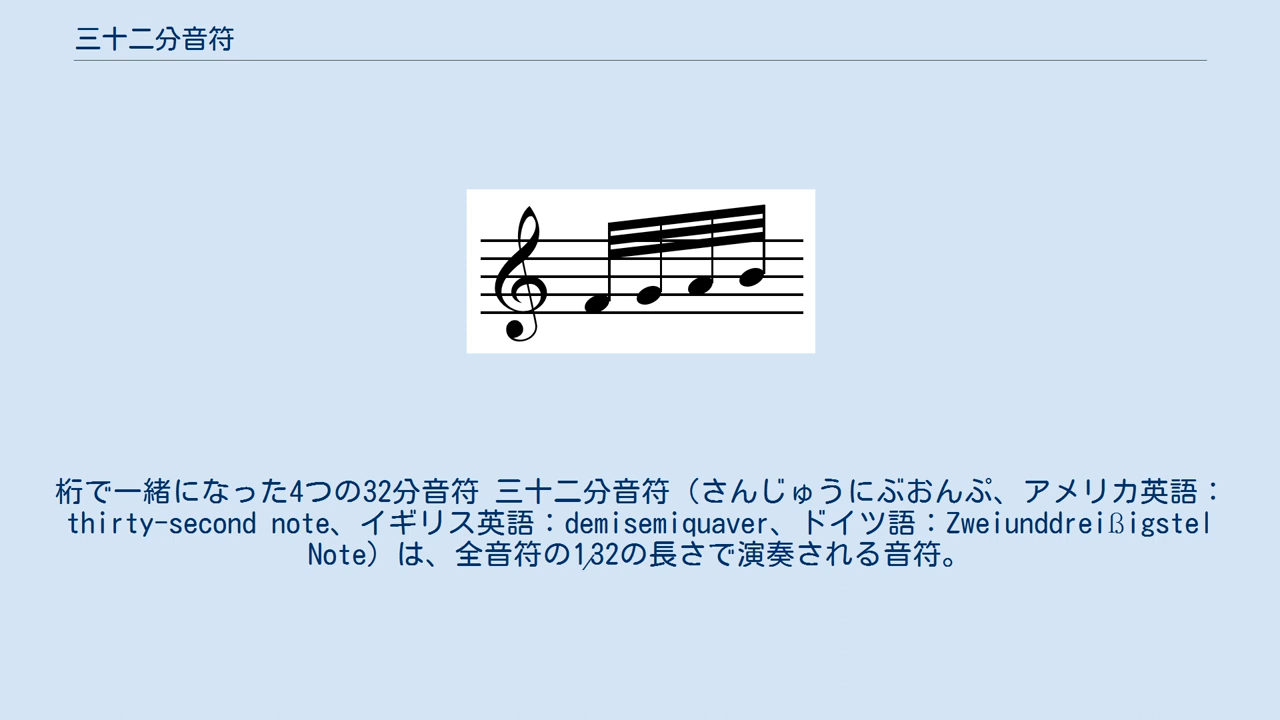 三十二分音符
桁で一緒になった4つの32分音符 三十二分音符（さんじゅうにぶおんぷ、アメリカ英語：
thirty-second note、イギリス英語：demisemiquaver、ドイツ語：Zweiunddreißigstel
Note）は、全音符の1⁄32の長さで演奏される音符。